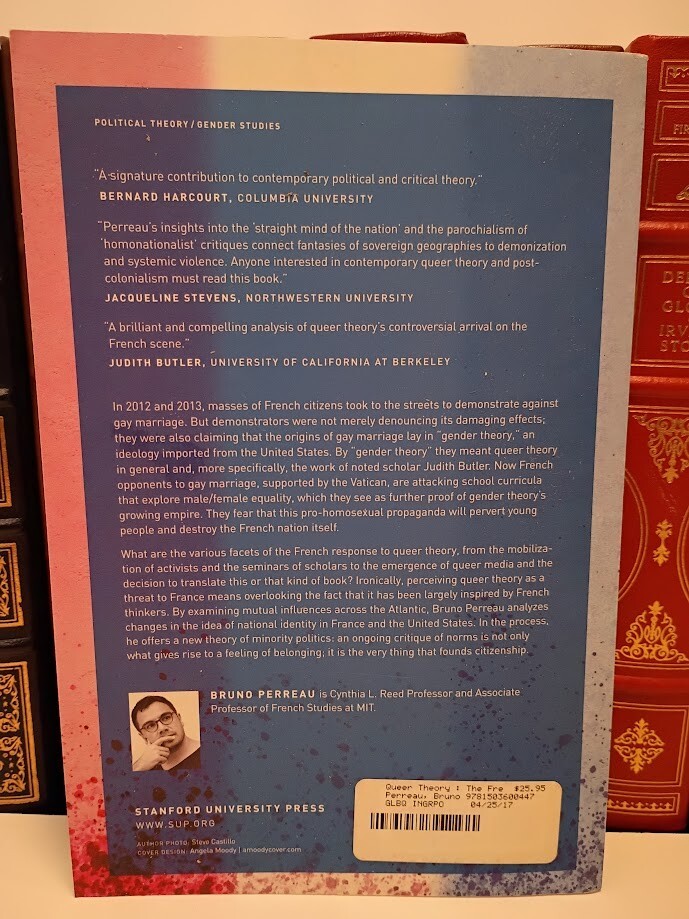 POLITICAL THEORY / GENDER STUDIES
"A signature contribution to contemporary political and critical theory."
BERNARD HARCOURT, COLUMBIA UNIVERSITY
"Perreau's insights into the 'straight mind of the nation' and the parochialism of
'homonationalist' critiques connect fantasies of sovereign geographies to demonization
and systemic violence. Anyone interested in contemporary queer theory and post-
colonialism must read this book."
JACQUELINE STEVENS, NORTHWESTERN UNIVERSITY
"A brilliant and compelling analysis of queer theory's controversial arrival on the
French scene."
JUDITH BUTLER, UNIVERSITY OF CALIFORNIA AT BERKELEY
In 2012 and 2013, masses of French citizens took to the streets to demonstrate against
gay marriage. But demonstrators were not merely denouncing its damaging effects;
they were also claiming that the origins of gay marriage lay in "gender theory," an
ideology imported from the United States. By "gender theory" they meant queer theory
in general and, more specifically, the work of noted scholar Judith Butler. Now French
opponents to gay marriage, supported by the Vatican, are attacking school curricula
that explore male/female equality, which they see as further proof of gender theory's
growing empire. They fear that this pro-homosexual propaganda will pervert young
people and destroy the French nation itself.
What are the various facets of the French response to queer theory, from the mobiliza-
tion of activists and the seminars of scholars to the emergence of queer media and the
decision to translate this or that kind of book? Ironically, perceiving queer theory as a
threat to France means overlooking the fact that it has been largely inspired by French
thinkers. By examining mutual influences across the Atlantic, Bruno Perreau analyzes
changes in the idea of national identity in France and the United States. In the process,
he offers a new theory of minority politics: an ongoing critique of norms is not only
what gives rise to a feeling of belonging; it is the very thing that founds citizenship.
BRUNO PERREAU is Cynthia L. Reed Professor and Associate
Professor of French Studies at MIT.
STANFORD UNIVERSITY PRESS
WWW.SUP.ORG
AUTHOR PHOTO: Steve Castillo
COVER DESIGN: Angela Moody | amoodycover.com
Queer Theory : The Fre $25.95
Perreau, Bruno 9781503600447
GLBQ INGRPO 04/25/17
FIR
DE
GL
IRV
STO